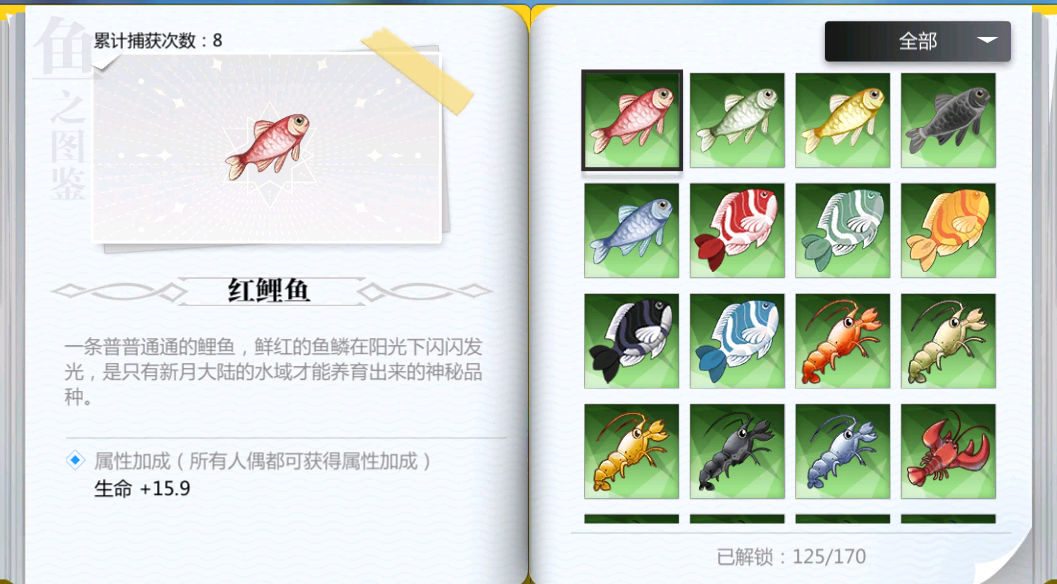 鱼之图鉴
累计捕获次数：8
红鲤鱼
一条普普通通的鲤鱼，鲜红的鱼鳞在阳光下闪闪发
光，是只有新月大陆的水域才能养育出来的神秘品
种。
属性加成（所有人偶都可获得属性加成）
生命 +15.9
全部
已解锁：125/170